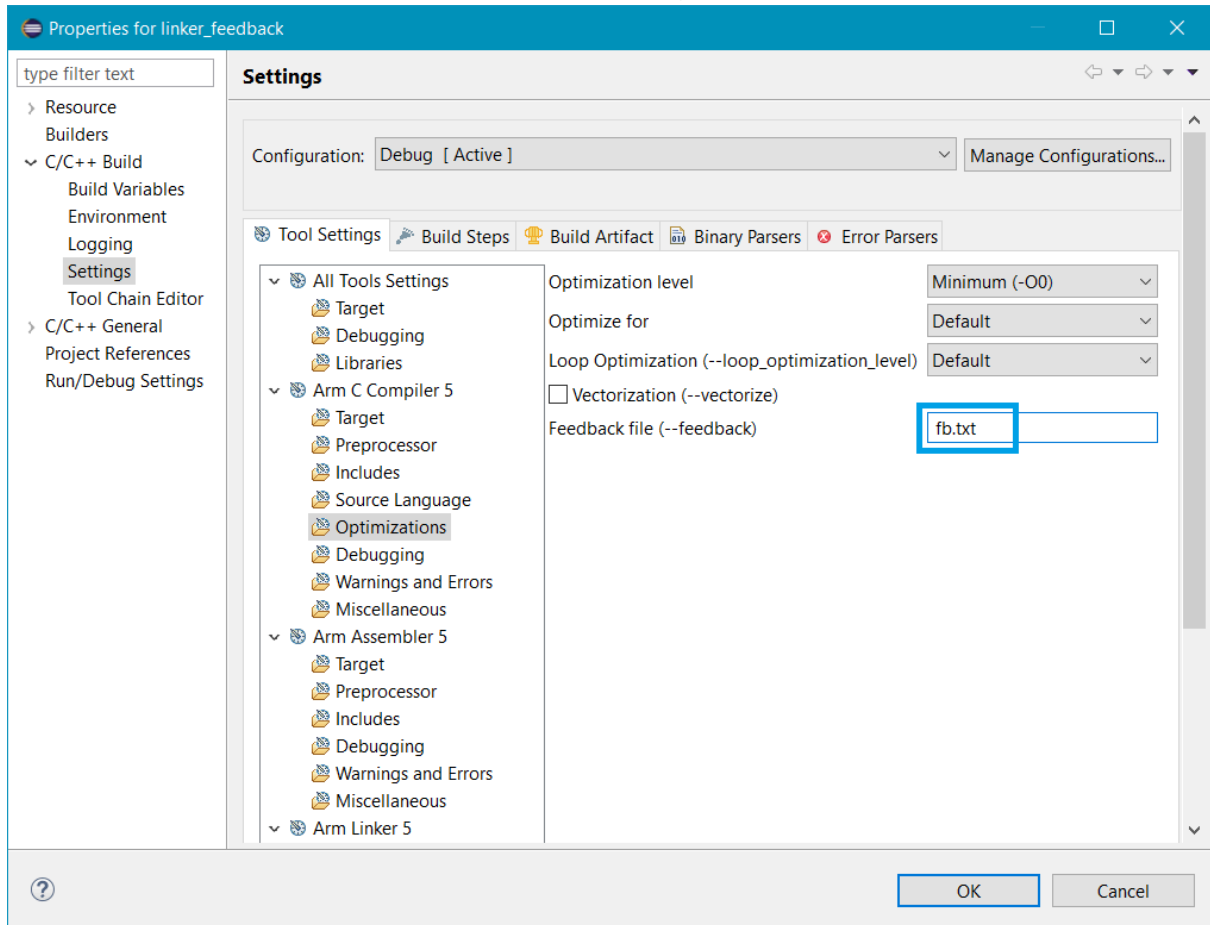 Properties for linker_feedback
type filter text
Resource
Builders
C/C++ Build
Build Variables
Environment
Logging
Settings
Tool Chain Editor
C/C++ General
Project References
Run/Debug Settings
Settings
Configuration: Debug [ Active ] Manage Configurations...
Tool Settings Build Steps Build Artifact Binary Parsers Error Parsers
All Tools Settings
Target
Debugging
Libraries
Arm C Compiler 5
Target
Preprocessor
Includes
Source Language
Optimizations
Debugging
Warnings and Errors
Miscellaneous
Arm Assembler 5
Target
Preprocessor
Includes
Debugging
Warnings and Errors
Miscellaneous
Arm Linker 5
Optimization level Minimum (-O0)
Optimize for Default
Loop Optimization (--loop_optimization_level) Default
Vectorization (--vectorize)
Feedback file (--feedback) fb.txt
OK Cancel